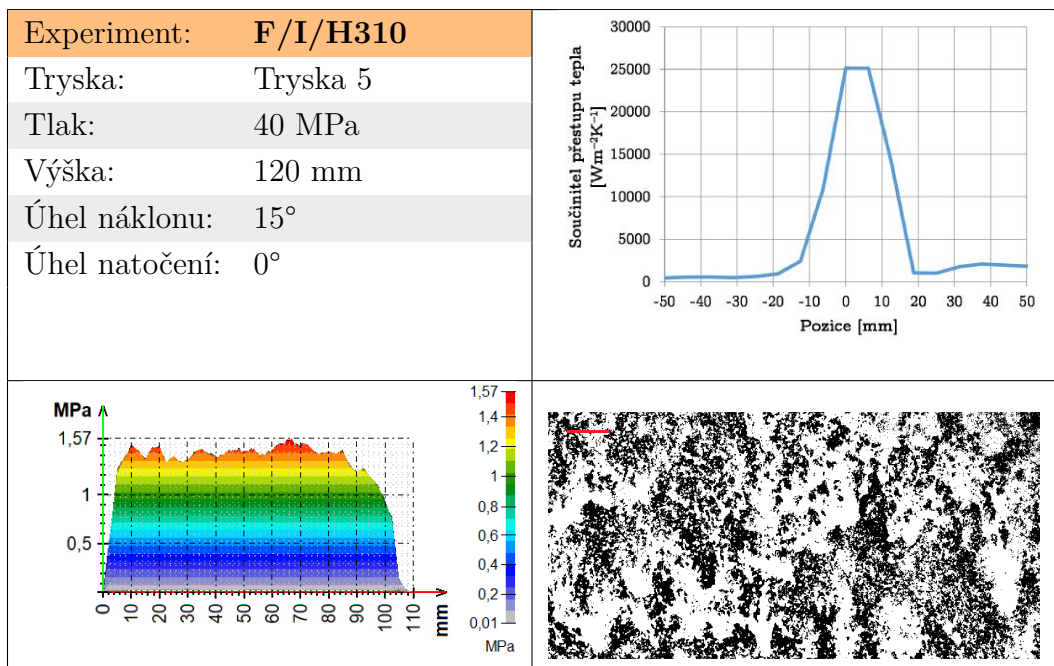 Experiment: F/I/H310
Tryska: Tryska 5
Tlak: 40 MPa
Výška: 120 mm
Úhel náklonu: 15°
Úhel natočení: 0°
30000
25000
20000
15000
10000
5000
0
Součinitel přestupu tepla
[Wm⁻²K⁻¹]
-50 -40 -30 -20 -10 0 10 20 30 40 50
Pozice [mm]
MPa
1,57
1
0,5
0 10 20 30 40 50 60 70 80 90 100 110 mm
1,57
1,4
1,2
1
0,8
0,6
0,4
0,2
0,01
MPa